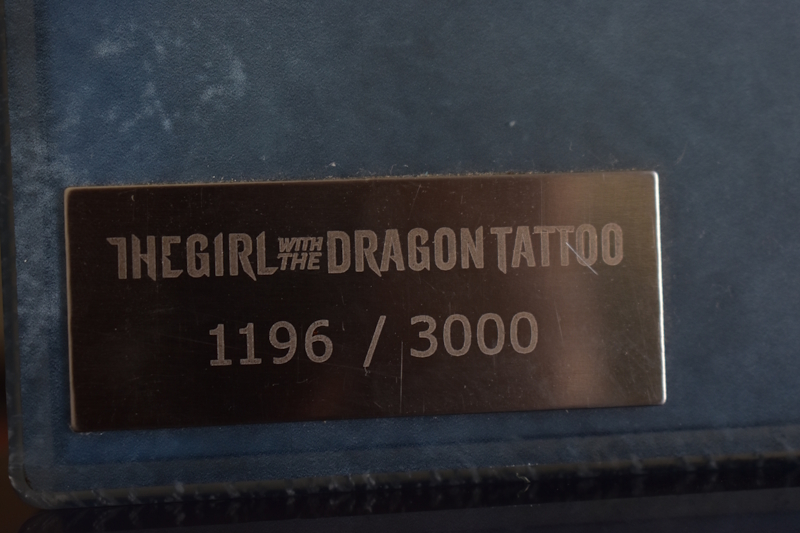 THE GIRL WITH THE DRAGON TATTOO
1196 / 3000